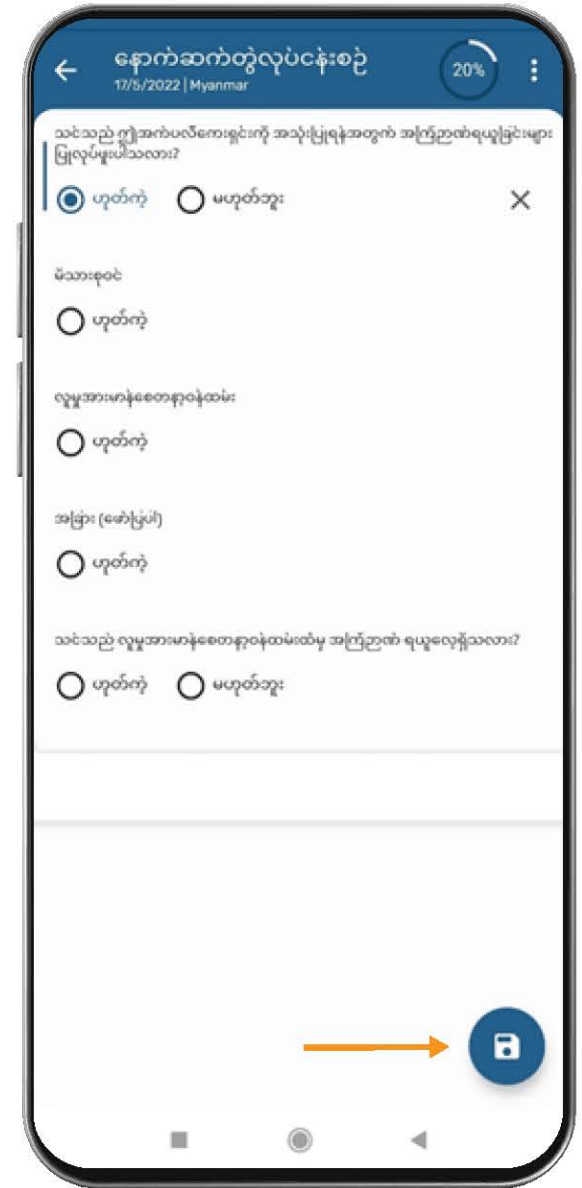 နောက်ဆက်တွဲလုပ်ငန်းစဉ်
20%
17/5/2022 | Myanmar
သင်သည် ဤအက်ပလီကေးရှင်းကို အသုံးပြုရန်အတွက် အကြံဉာဏ်ရယူခြင်းများ
ပြုလုပ်ဖူးပါသလား?
ဟုတ်ကဲ့ မဟုတ်ဘူး
မိသားစုဝင်
ဟုတ်ကဲ့
လူမှုအားမာန်စေတနာ့ဝန်ထမ်း
ဟုတ်ကဲ့
အခြား (ဖော်ပြပါ)
ဟုတ်ကဲ့
သင်သည် လူမှုအားမာန်စေတနာ့ဝန်ထမ်းထံမှ အကြံဉာဏ် ရယူလေ့ရှိသလား?
ဟုတ်ကဲ့ မဟုတ်ဘူး